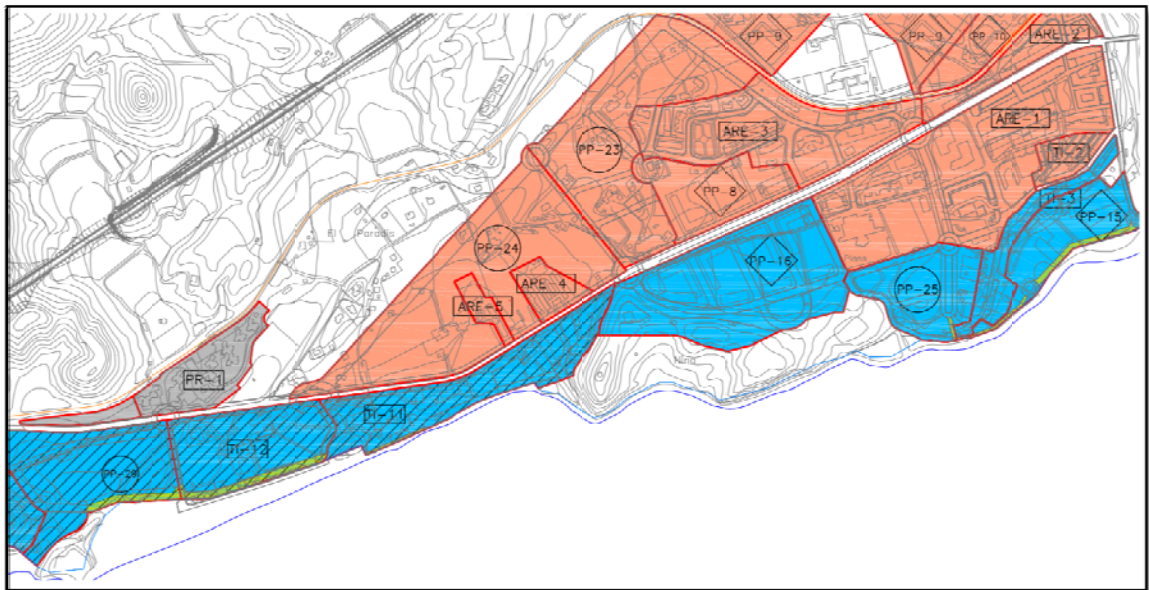 PP-9
PP-9
PP-10
ARE-2
ARE-1
ARE-3
PP-23
TI-2
PP-8
TI-3
PP-15
El Paradis
PP-24
PP-16
ARE-4
PP-25
ARE-5
PR-1
TI-11
TI-12